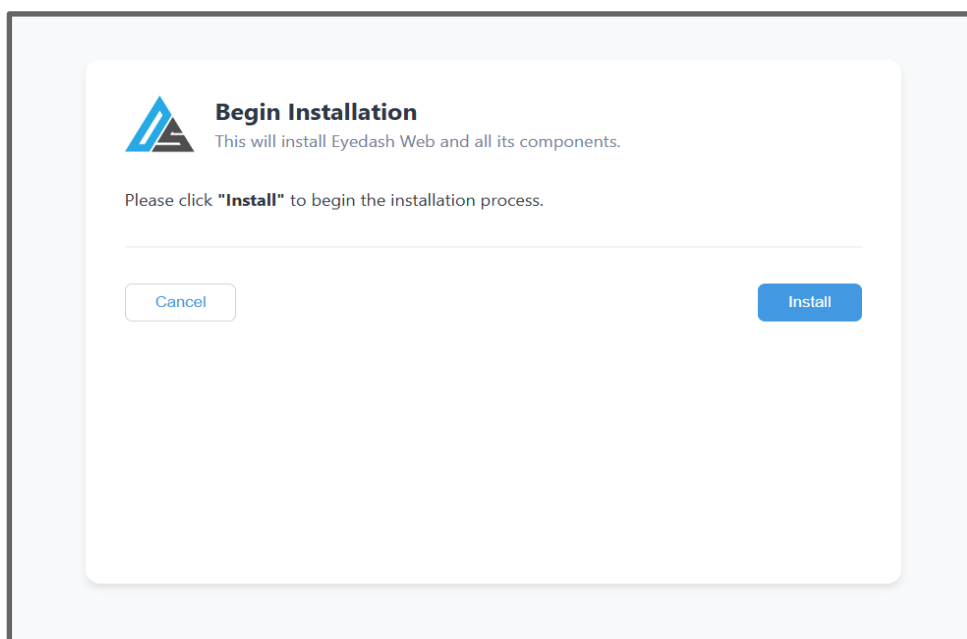 Begin Installation
This will install Eyedash Web and all its components.
Please click "Install" to begin the installation process.
Cancel
Install